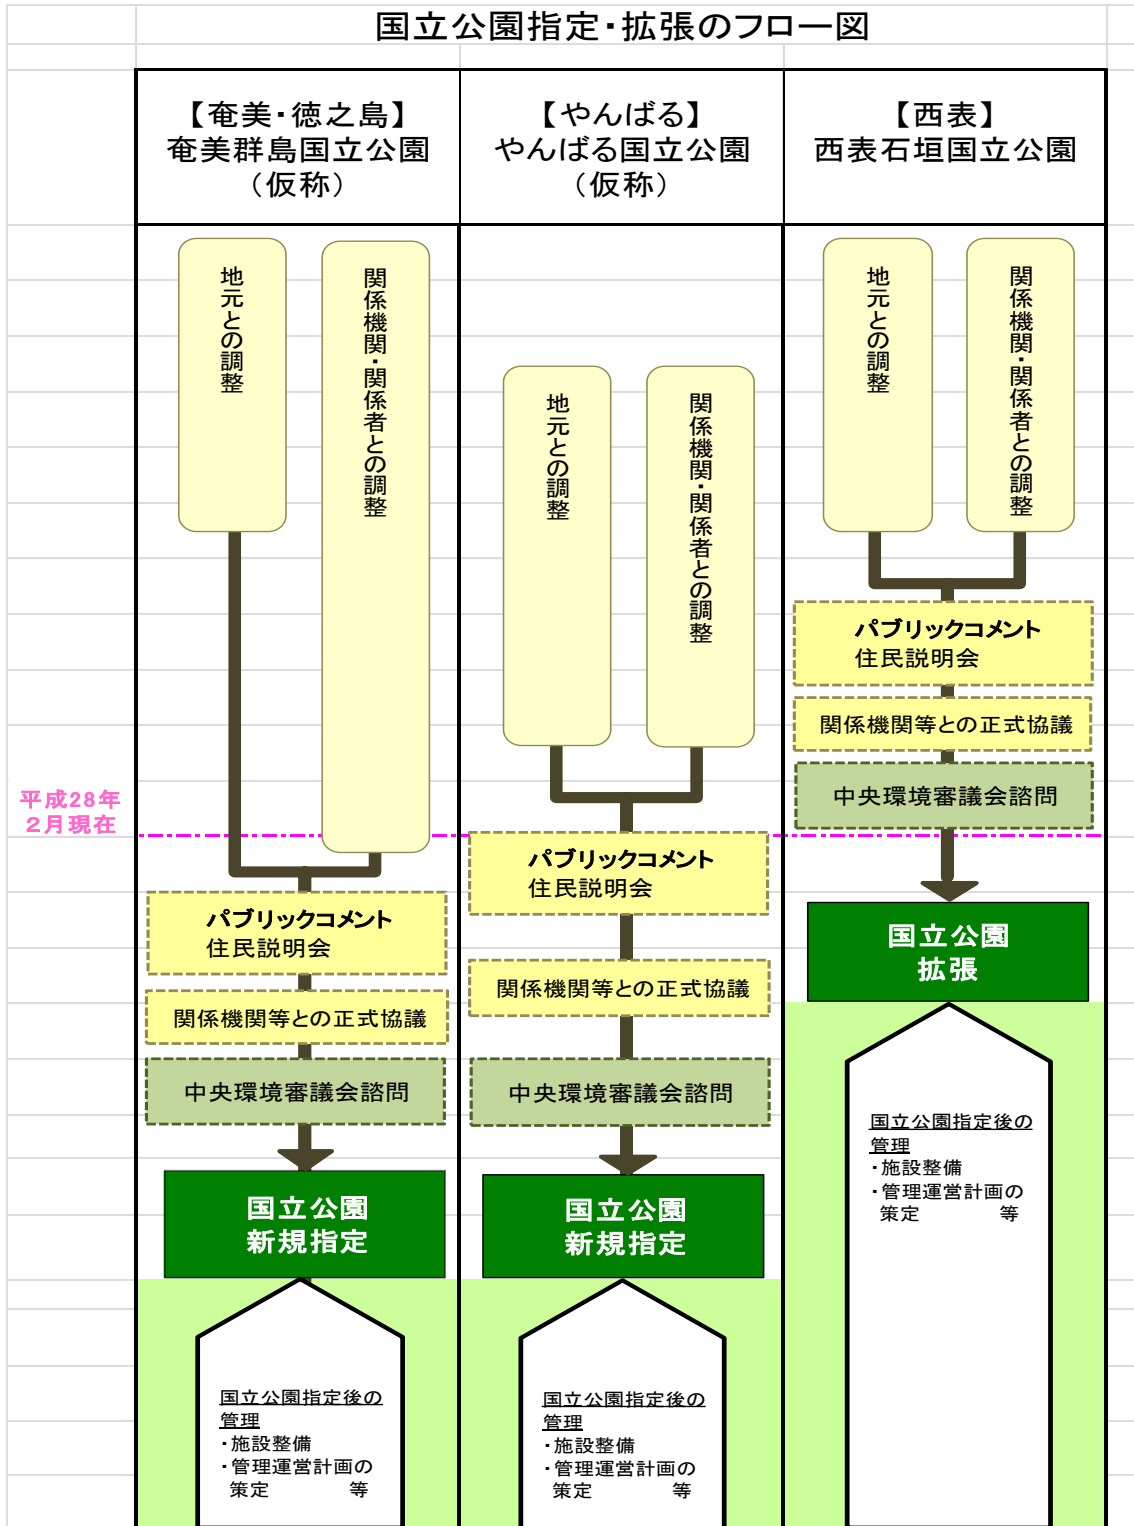 国立公園指定・拡張のフロー図
【奄美・徳之島】
奄美群島国立公園
（仮称）
【やんばる】
やんばる国立公園
（仮称）
【西表】
西表石垣国立公園
地元との調整
関係機関・関係者との調整
地元との調整
関係機関・関係者との調整
地元との調整
関係機関・関係者との調整
平成28年
２月現在
パブリックコメント
住民説明会
関係機関等との正式協議
中央環境審議会諮問
国立公園
新規指定
国立公園指定後の
管理
・施設整備
・管理運営計画の
策定　　　　等
パブリックコメント
住民説明会
関係機関等との正式協議
中央環境審議会諮問
国立公園
新規指定
国立公園指定後の
管理
・施設整備
・管理運営計画の
策定　　　　等
パブリックコメント
住民説明会
関係機関等との正式協議
中央環境審議会諮問
国立公園
拡張
国立公園指定後の
管理
・施設整備
・管理運営計画の
策定　　　　等